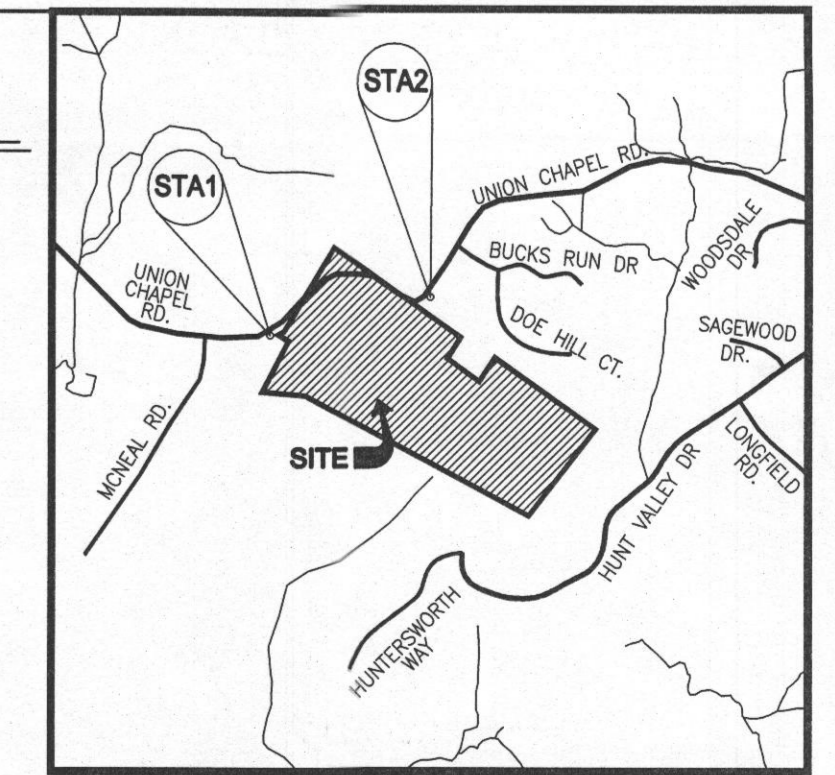 STA2
STA1
UNION CHAPEL RD.
WOODSDALE
DR.
BUCKS RUN DR
UNION
CHAPEL
RD.
DOE HILL CT.
SAGEWOOD
DR.
MCNEAL RD.
SITE
LONGFIELD
RD.
HUNT VALLEY DR
HUNTERSWORTH
WAY